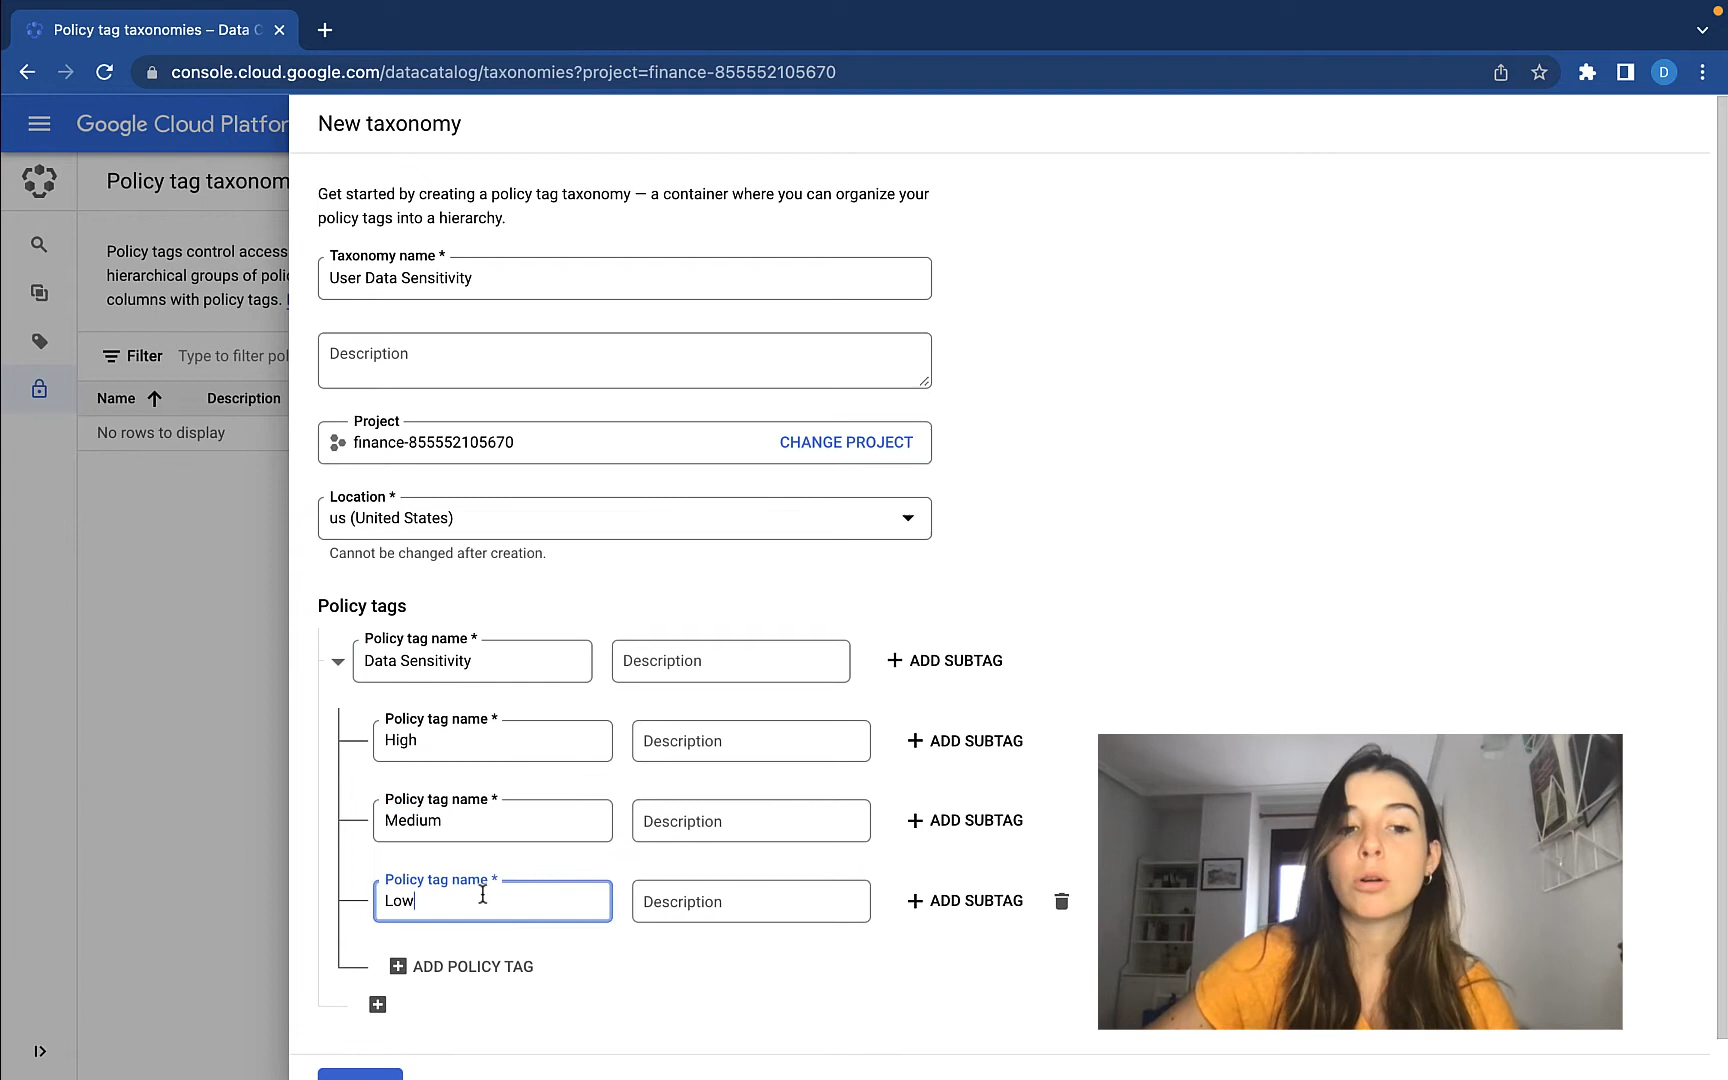 Policy tag taxonomies – Data C
console.cloud.google.com/datacatalog/taxonomies?project=finance-855552105670
D
Google Cloud Platfor
New taxonomy
Policy tag taxonom
Policy tags control access
hierarchical groups of poli
columns with policy tags.
Filter Type to filter pol
Name Description
No rows to display
Get started by creating a policy tag taxonomy — a container where you can organize your
policy tags into a hierarchy.
Taxonomy name *
User Data Sensitivity
Description
Project
finance-855552105670 CHANGE PROJECT
Location *
us (United States)
Cannot be changed after creation.
Policy tags
Policy tag name *
Data Sensitivity Description + ADD SUBTAG
Policy tag name *
High Description + ADD SUBTAG
Policy tag name *
Medium Description + ADD SUBTAG
Policy tag name *
Low Description + ADD SUBTAG
ADD POLICY TAG